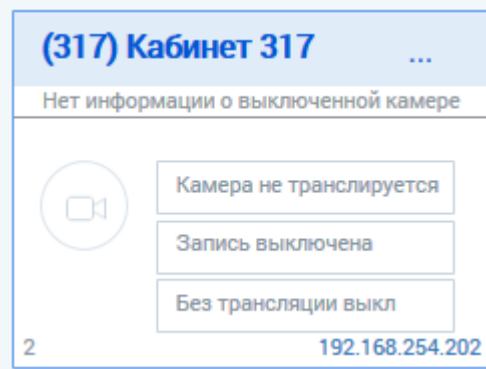 (317) Кабинет 317 ...
Нет информации о выключенной камере
Камера не транслируется
Запись выключена
Без трансляции выкл
2 192.168.254.202